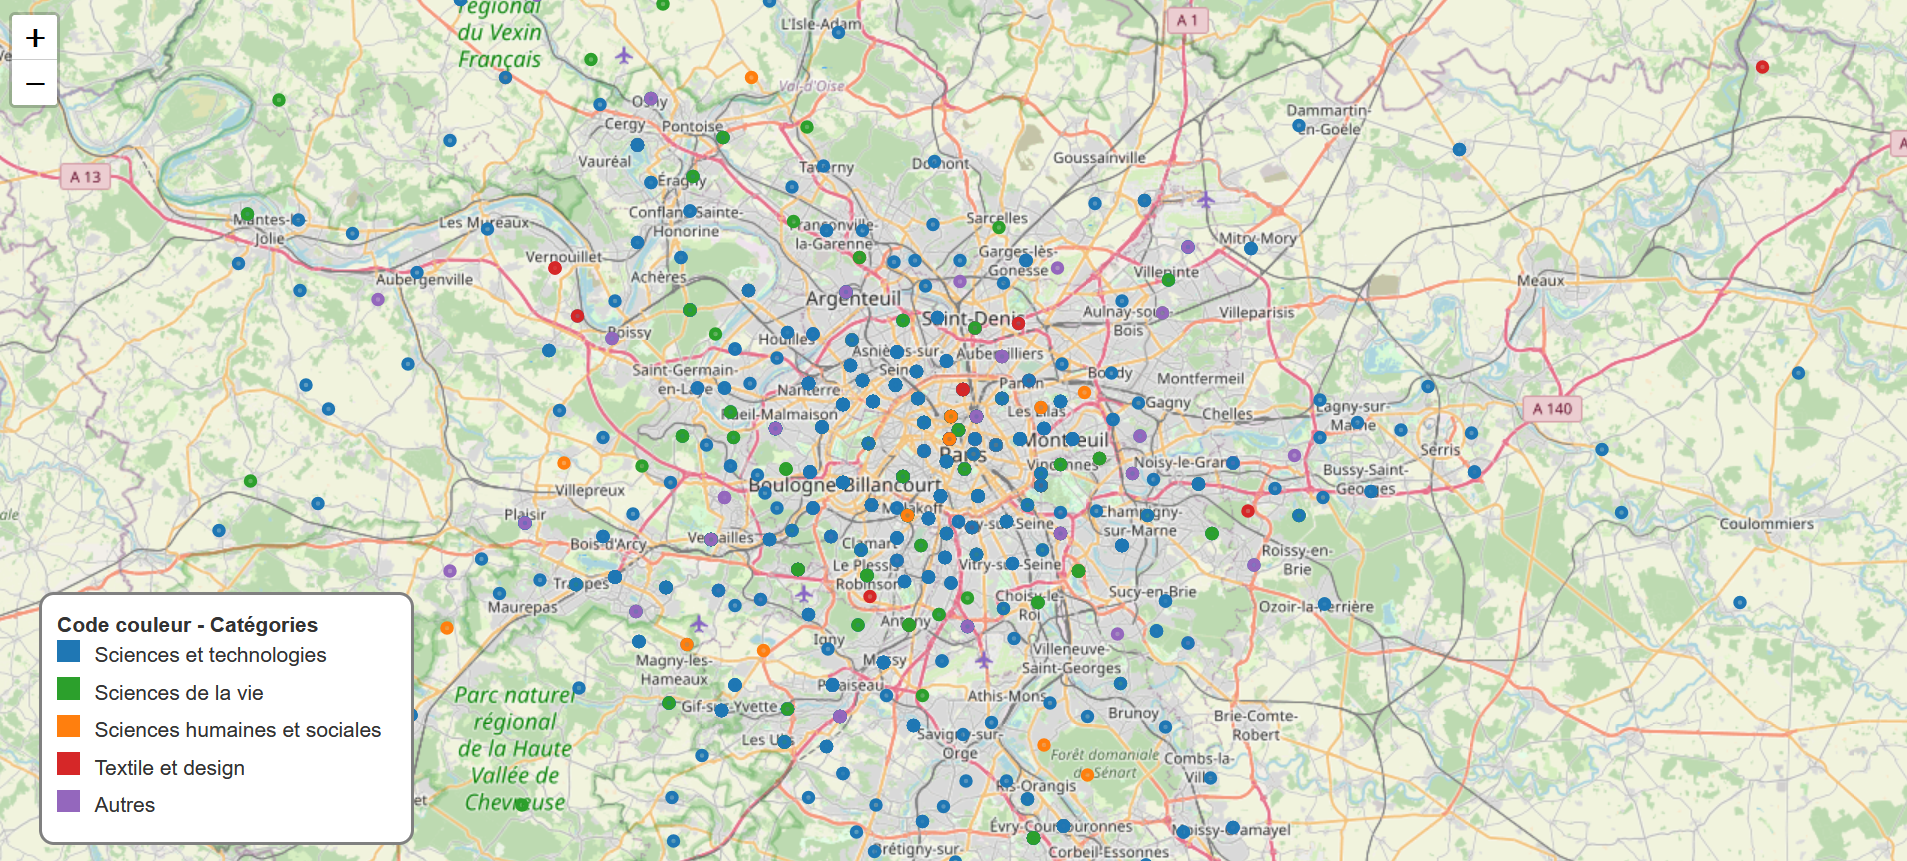 +
−
régional
du Vexin
Français
L'Isle-Adam
A 1
Val-d'Oise
Osny
Cergy
Pontoise
Dammartin-
en-Goële
Vauréal
Éragny
Taverny
Domont
Goussainville
A 13
Mantes-la-
Jolie
Les Mureaux
Conflans-Sainte-
Honorine
Franconville-
la-Garenne
Sarcelles
Mitry-Mory
Vernouillet
Achères
Garges-lès-
Gonesse
Villepinte
Aubergenville
Argenteuil
Meaux
Poissy
Saint-Denis
Aulnay-sous-
Bois
Villeparisis
Houilles
Asnières-sur-
Seine
Aubervilliers
Saint-Germain-
en-Laye
Nanterre
Pantin
Bondy
Montfermeil
Rueil-Malmaison
Les Lilas
Gagny
Chelles
Lagny-sur-
Marne
A 140
Paris
Montreuil
Serris
Vincennes
Noisy-le-Grand
Bussy-Saint-
Georges
Villepreux
Boulogne-Billancourt
Plaisir
Malakoff
Ivry-sur-Seine
Champigny-
sur-Marne
Coulommiers
Bois-d'Arcy
Versailles
Clamart
Roissy-en-
Brie
Trappes
Le Plessis-
Robinson
Vitry-sur-Seine
Maurepas
Choisy-le-
Roi
Sucy-en-Brie
Ozoir-la-Ferrière
Antony
Igny
Magny-les-
Hameaux
Massy
Villeneuve-
Saint-Georges
Palaiseau
Athis-Mons
Parc naturel
régional
de la Haute
Vallée de
Chevreuse
Gif-sur-Yvette
Brunoy
Brie-Comte-
Robert
Les Ulis
Savigny-sur-
Orge
Forêt domaniale
de Sénart
Combs-la-
Ville
Ris-Orangis
Évry-Courcouronnes
Moissy-Cramayel
Brétigny-sur-
Corbeil-Essonnes
Code couleur - Catégories
Sciences et technologies
Sciences de la vie
Sciences humaines et sociales
Textile et design
Autres